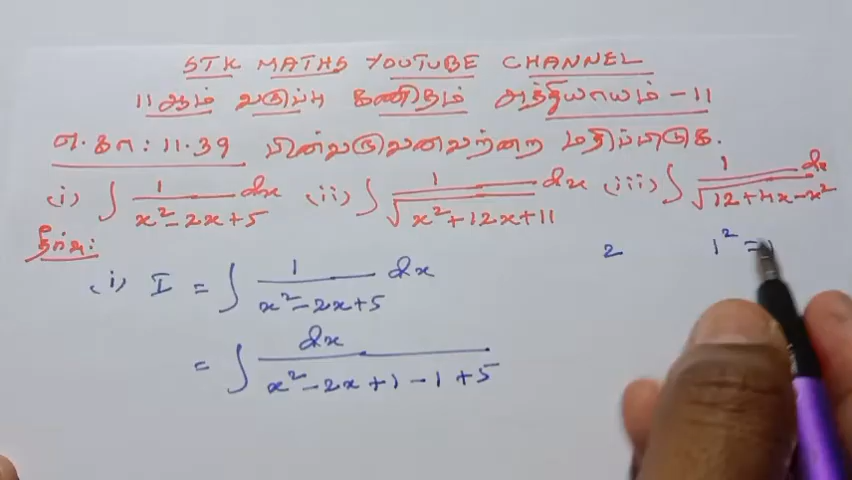 STK MATHS YOUTUBE CHANNEL
11ஆம் வகுப்பு கணிதம் அத்தியாயம் - 11
எ.கா : 11.39 பின்வருவனவற்றை மதிப்பிடுக.
(i) ∫ 1/(x² - 2x + 5) dx (ii) ∫ 1/√(x² + 12x + 11) dx (iii) ∫ 1/√(12 + 4x - x²) dx
தீர்வு:
(i) I = ∫ 1/(x² - 2x + 5) dx 2 1² = 1
= ∫ dx/(x² - 2x + 1 - 1 + 5)